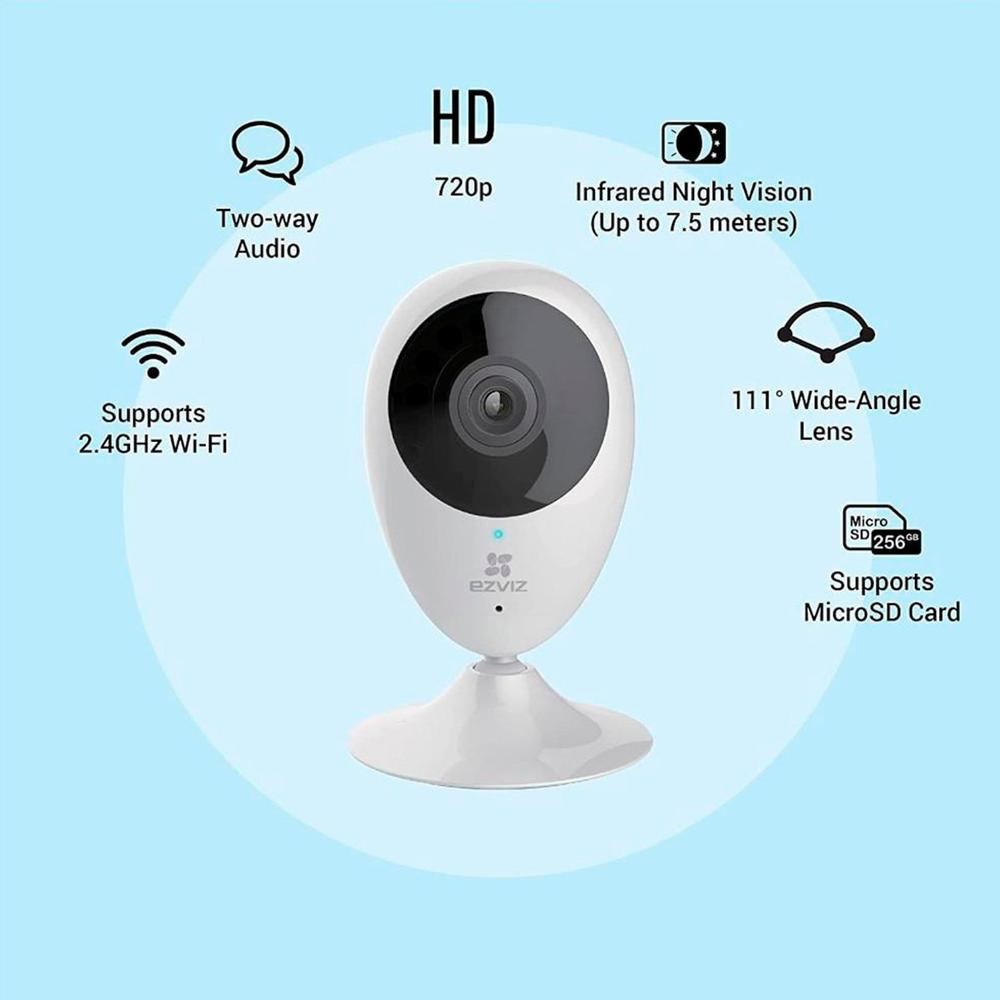 HD
720p
Two-way
Audio
Infrared Night Vision
(Up to 7.5 meters)
Supports
2.4GHz Wi-Fi
111° Wide-Angle
Lens
Micro
SD 256GB
Supports
MicroSD Card
ezviz